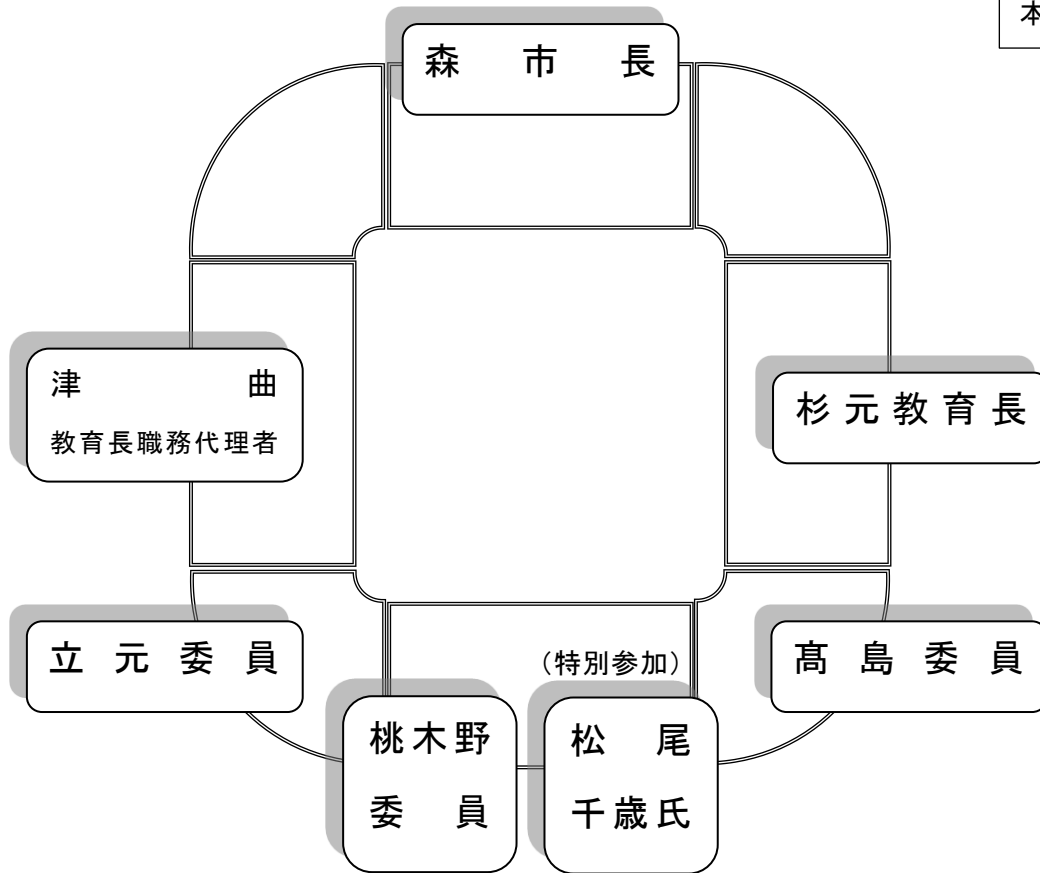 本
森市長
津曲
教育長職務代理者
杉元教育長
立元委員
髙島委員
(特別参加)
桃木野
委員
松尾
千歳氏